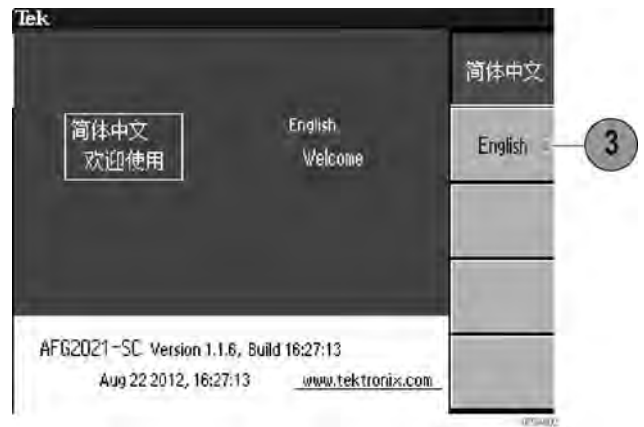 Tek
简体中文
欢迎使用
English
Welcome
简体中文
English
3
AFG2021-SC Version 1.1.6, Build 16:27:13
Aug 22 2012, 16:27:13 www.tektronix.com